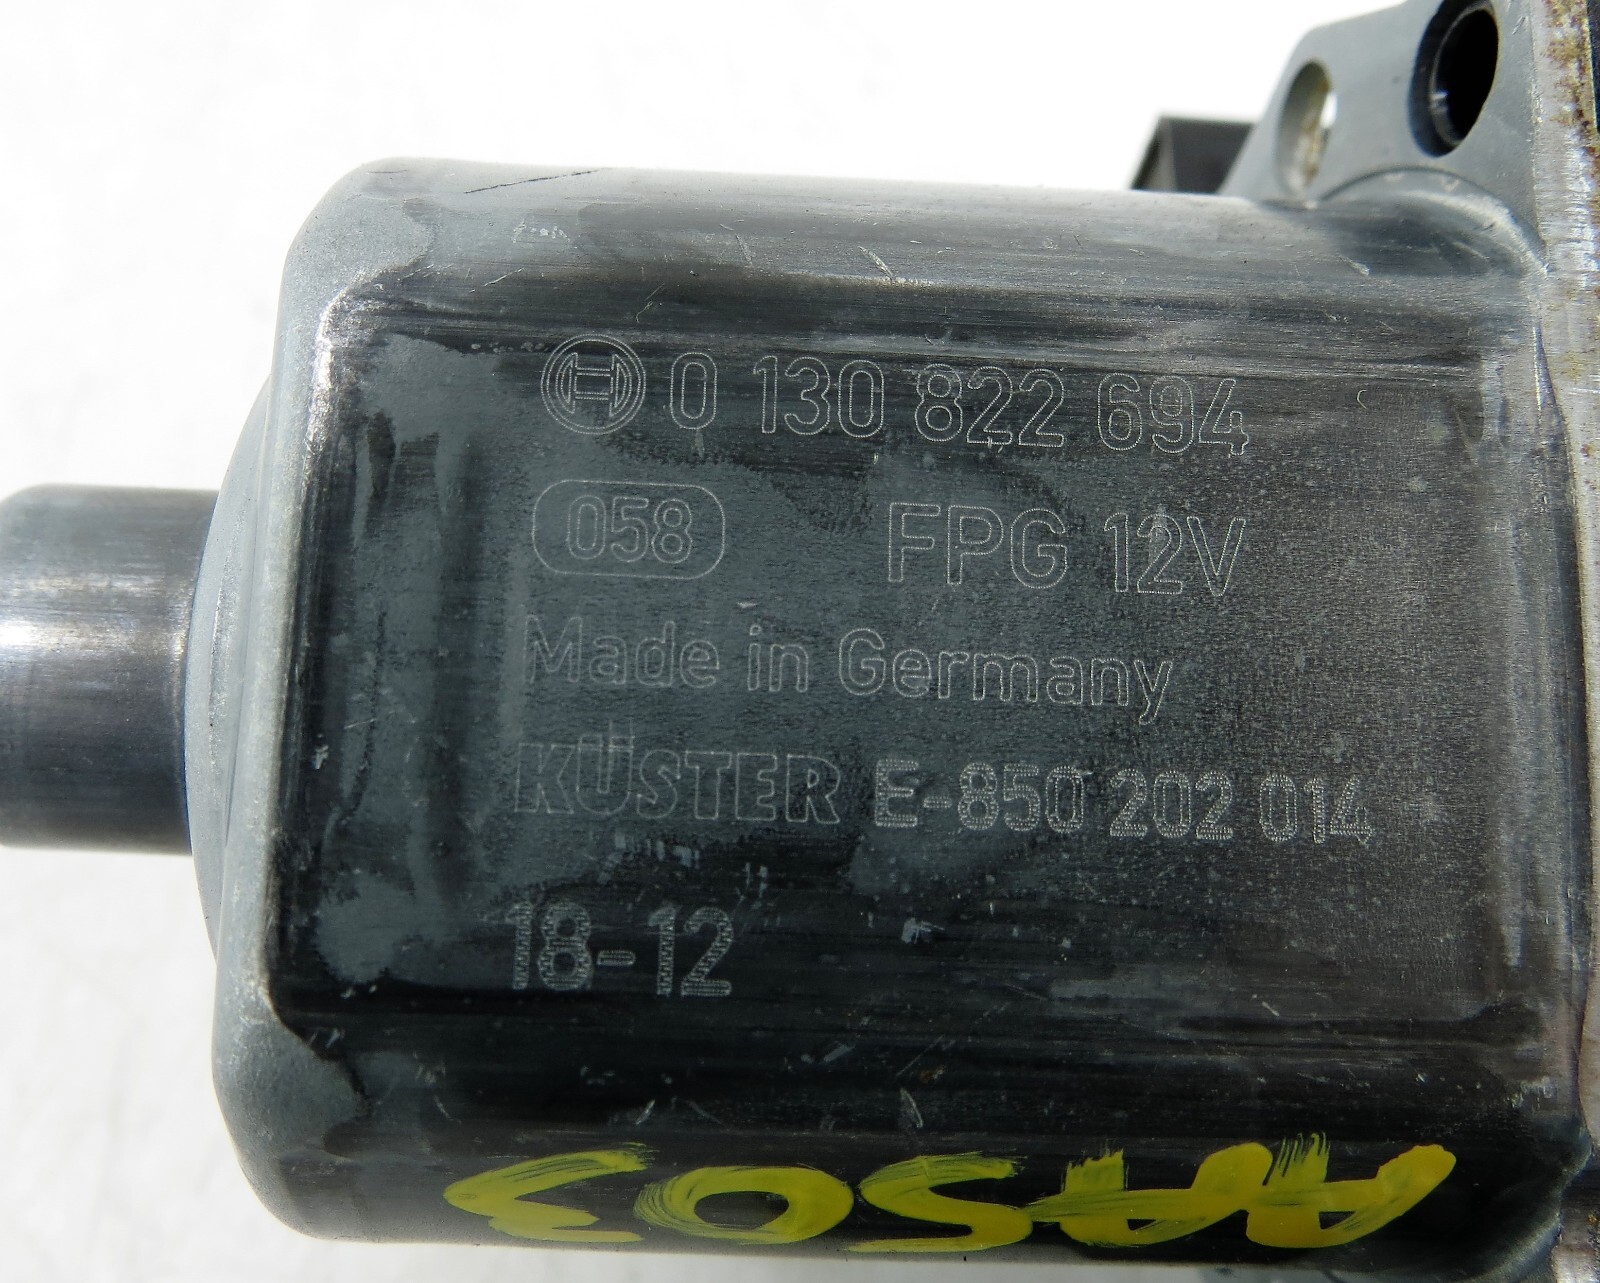 0 130 822 694
058 FPG 12V
Made in Germany
KÜSTER E-850 202 014
18-12